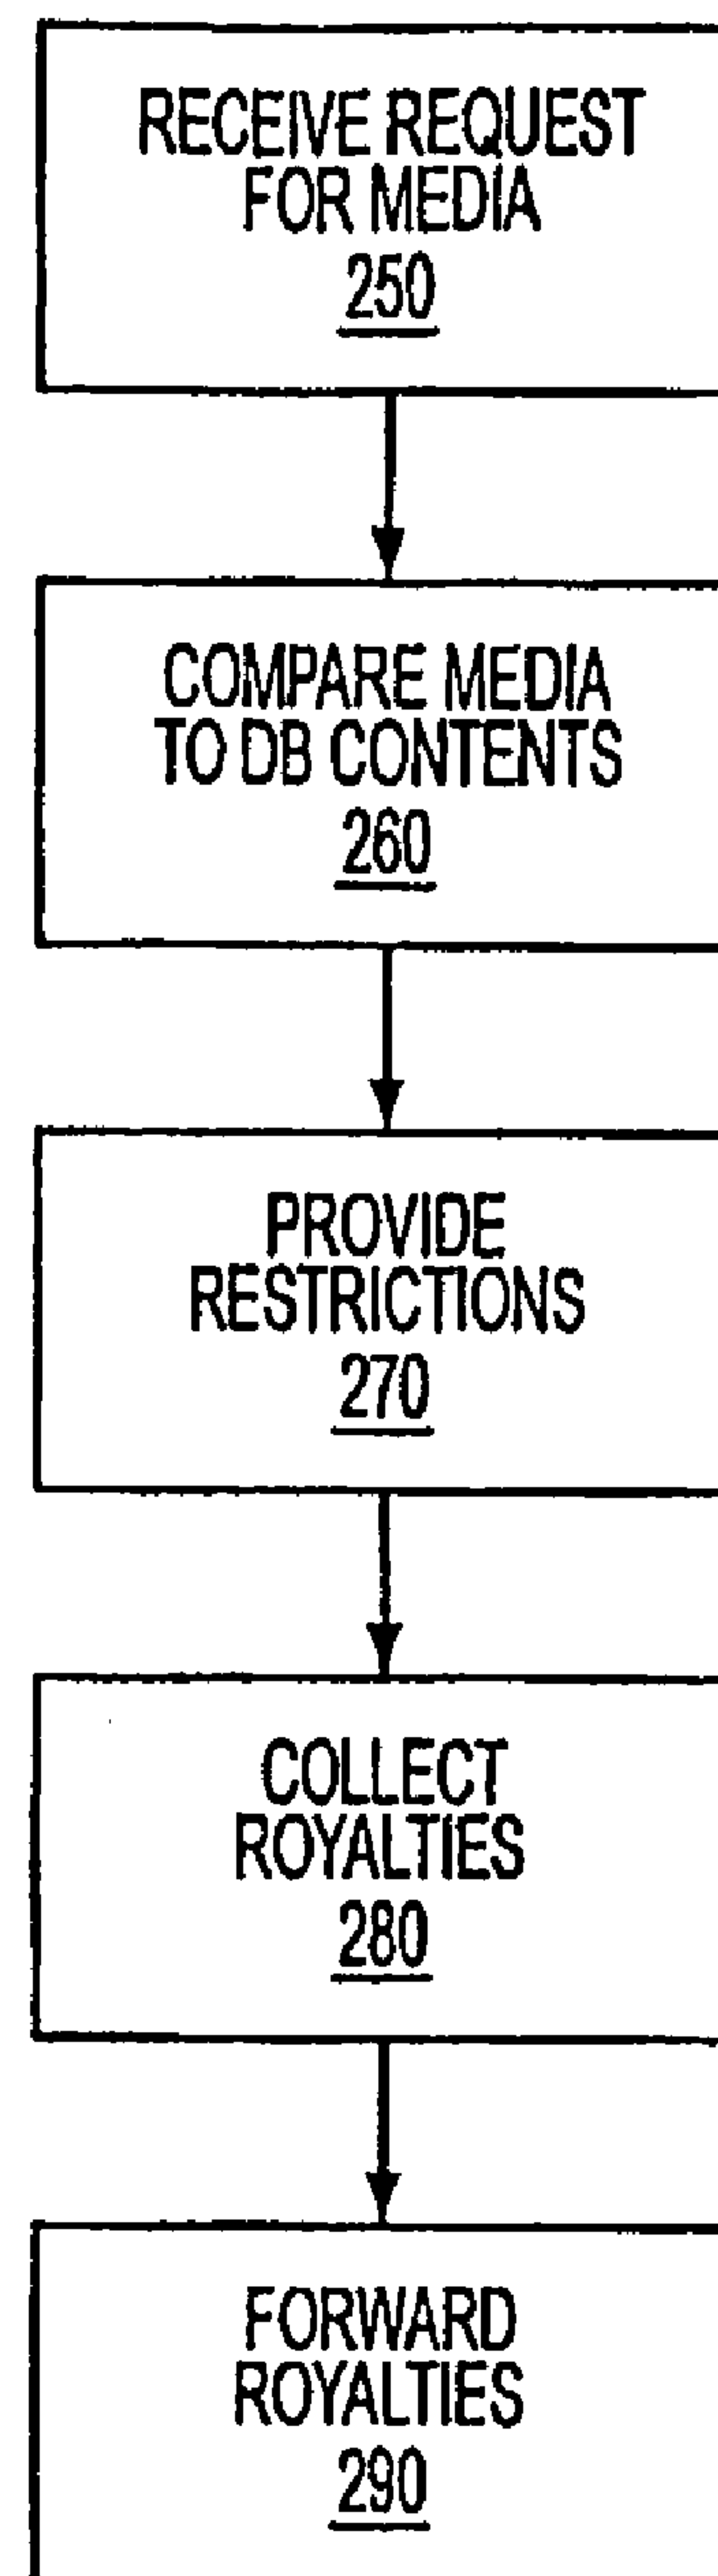 RECEIVE REQUEST
FOR MEDIA
250
COMPARE MEDIA
TO DB CONTENTS
260
PROVIDE
RESTRICTIONS
270
COLLECT
ROYALTIES
280
FORWARD
ROYALTIES
290